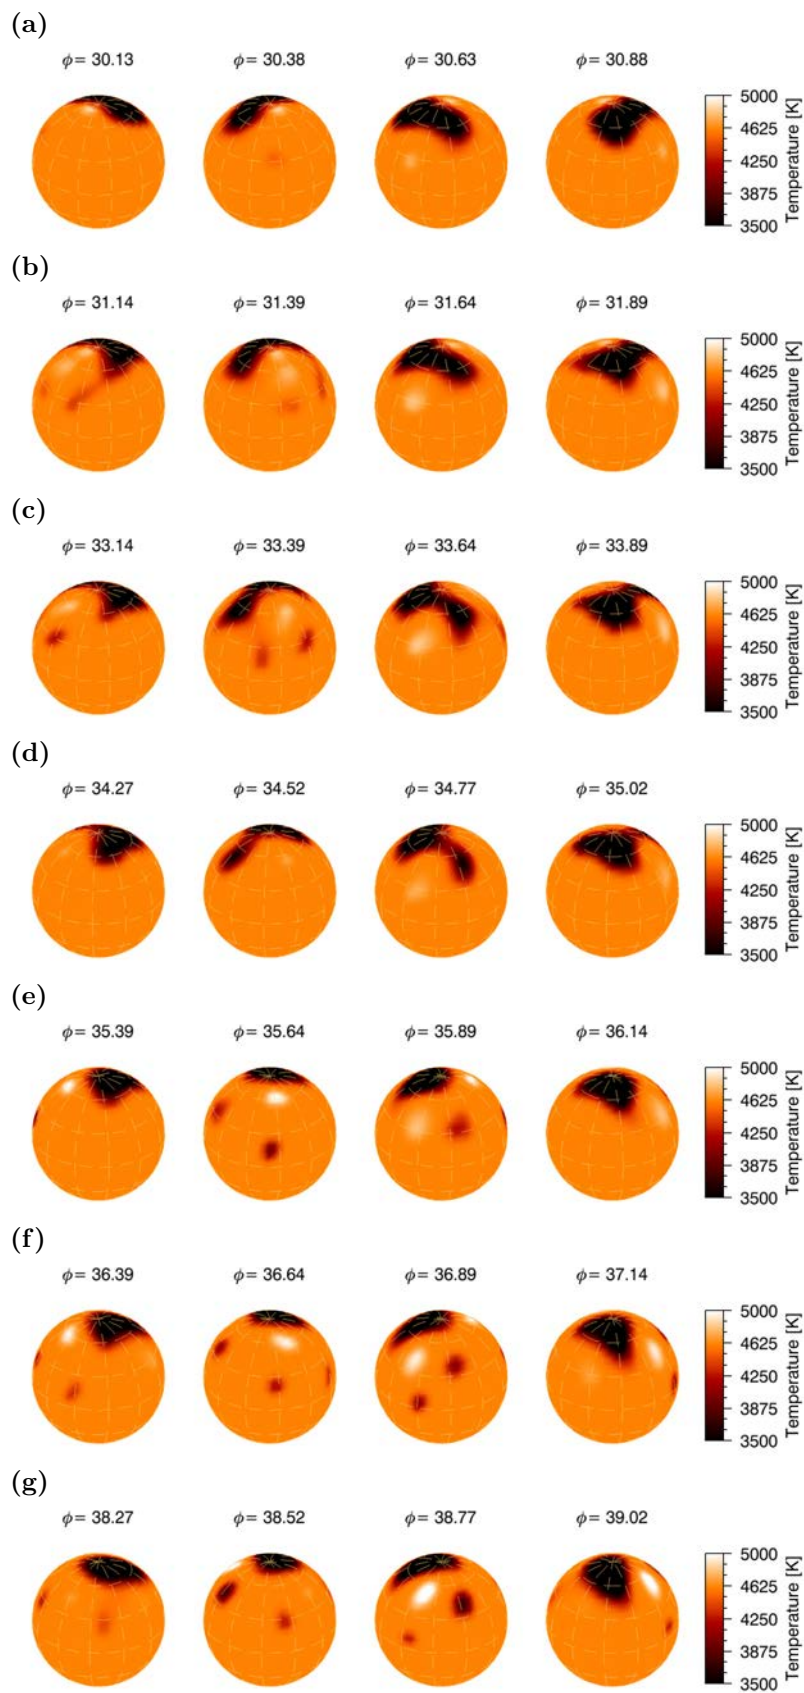 (a)
ϕ= 30.13 ϕ= 30.38 ϕ= 30.63 ϕ= 30.88
5000
4625
4250
3875
3500
Temperature [K]
(b)
ϕ= 31.14 ϕ= 31.39 ϕ= 31.64 ϕ= 31.89
5000
4625
4250
3875
3500
Temperature [K]
(c)
ϕ= 33.14 ϕ= 33.39 ϕ= 33.64 ϕ= 33.89
5000
4625
4250
3875
3500
Temperature [K]
(d)
ϕ= 34.27 ϕ= 34.52 ϕ= 34.77 ϕ= 35.02
5000
4625
4250
3875
3500
Temperature [K]
(e)
ϕ= 35.39 ϕ= 35.64 ϕ= 35.89 ϕ= 36.14
5000
4625
4250
3875
3500
Temperature [K]
(f)
ϕ= 36.39 ϕ= 36.64 ϕ= 36.89 ϕ= 37.14
5000
4625
4250
3875
3500
Temperature [K]
(g)
ϕ= 38.27 ϕ= 38.52 ϕ= 38.77 ϕ= 39.02
5000
4625
4250
3875
3500
Temperature [K]